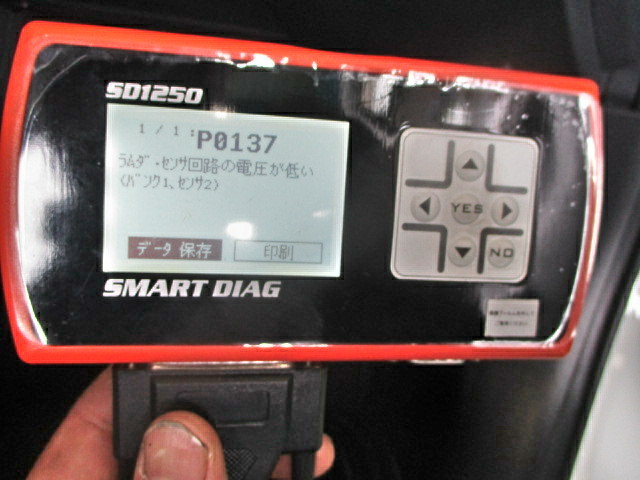 SD1250
1 / 1 : P0137
ﾗﾑﾀﾞ･ｾﾝｻ回路の電圧が低い
(ﾊﾞﾝｸ1､ｾﾝｻ2)
データ 保存 印刷
SMART DIAG
YES
NO